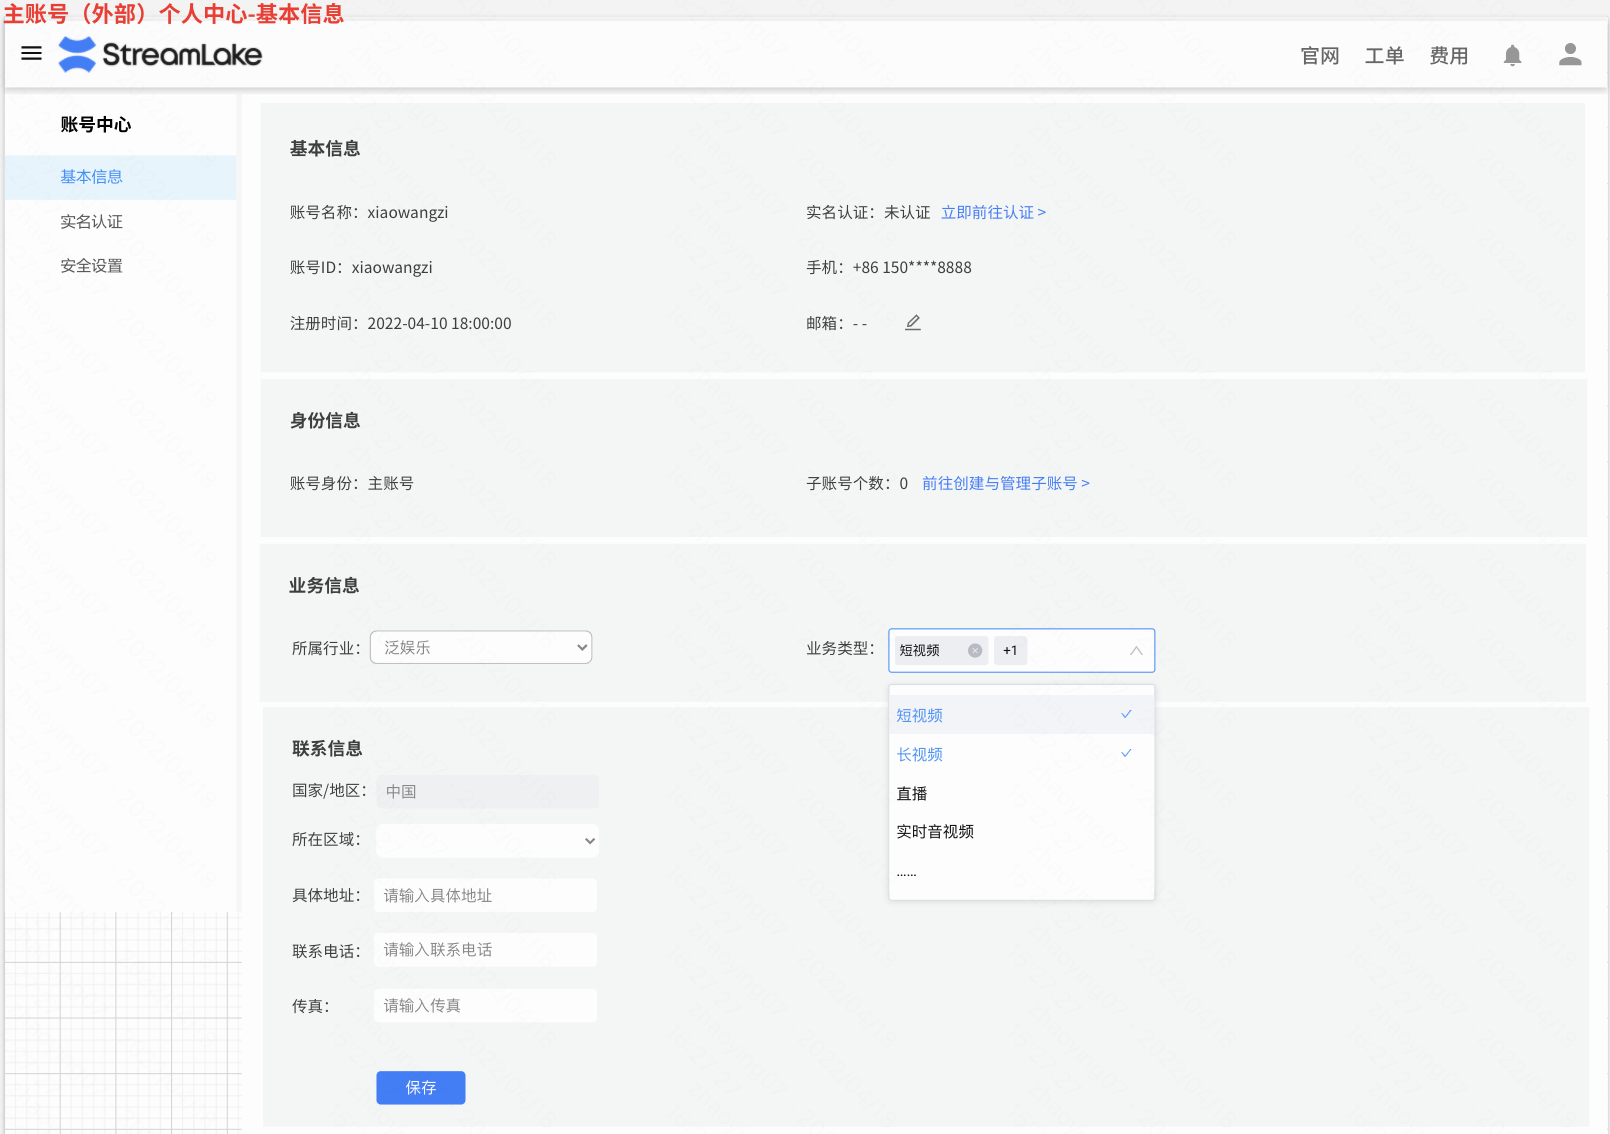 主账号（外部）个人中心-基本信息
StreamLake
官网 工单 费用
账号中心
基本信息
实名认证
安全设置
基本信息
账号名称：xiaowangzi
实名认证：未认证 立即前往认证 >
账号ID：xiaowangzi
手机：+86 150****8888
注册时间：2022-04-10 18:00:00
邮箱：- -
身份信息
账号身份：主账号
子账号个数：0 前往创建与管理子账号 >
业务信息
所属行业： 泛娱乐
业务类型： 短视频 +1
短视频
长视频
直播
实时音视频
......
联系信息
国家/地区： 中国
所在区域：
具体地址： 请输入具体地址
联系电话： 请输入联系电话
传真： 请输入传真
保存